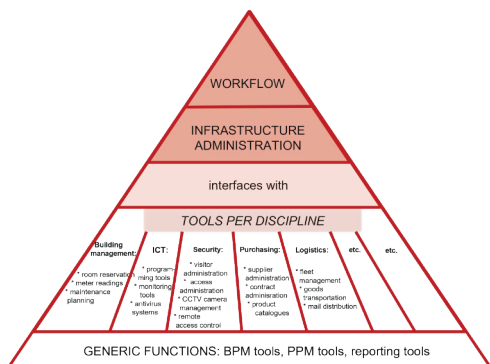 WORKFLOW
INFRASTRUCTURE
ADMINISTRATION
interfaces with
TOOLS PER DISCIPLINE
Building
management:
* room reservation
* meter readings
* maintenance
planning
ICT:
* program-
ming tools
* monitoring
tools
* antivirus
systems
Security:
* visitor
administration
* access
administration
* CCTV camera
management
* remote
access control
Purchasing:
* supplier
administration
* contract
adminisration
* product
catalogues
Logistics:
* fleet
management
* goods
transportation
* mail distribution
etc.
etc.
GENERIC FUNCTIONS: BPM tools, PPM tools, reporting tools